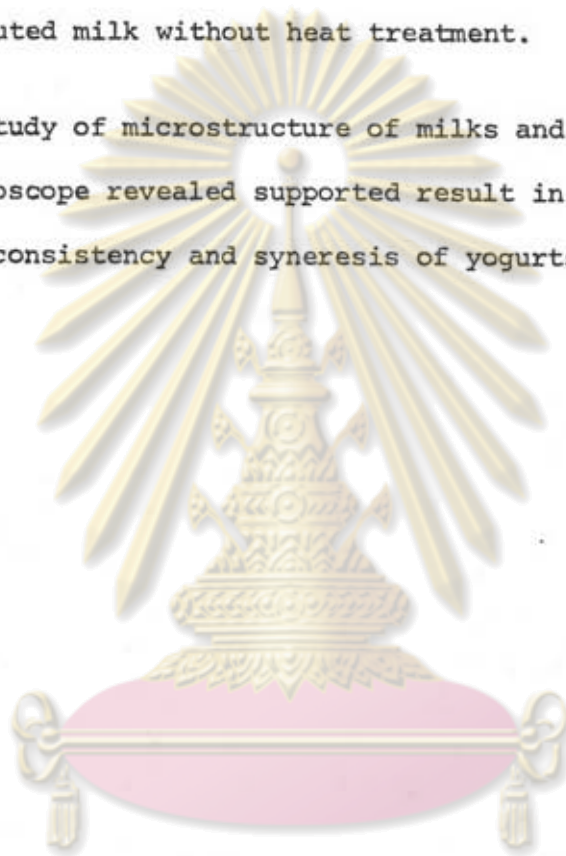 uted milk without heat treatment.
tudy of microstructure of milks and
oscope revealed supported result in
consistency and syneresis of yogurts